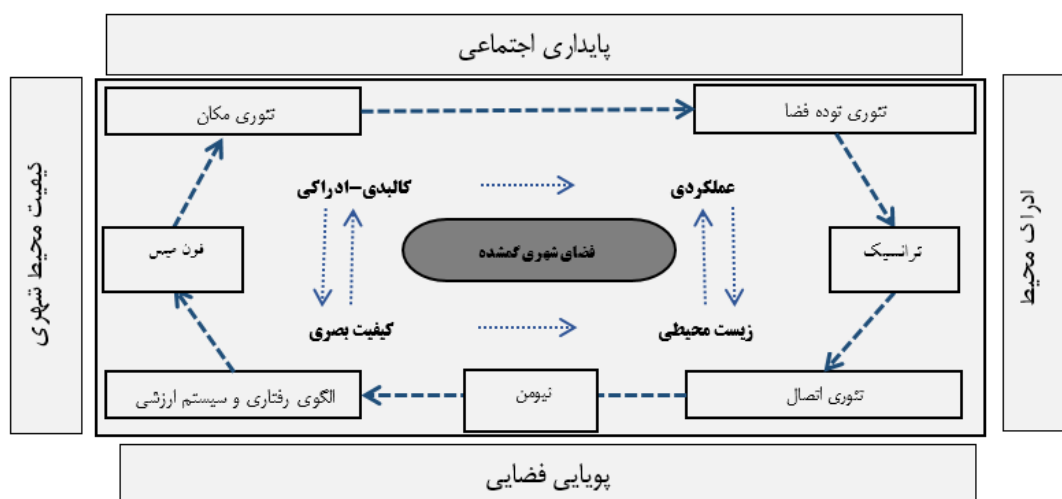 پایداری اجتماعی
تئوری توده فضا
تئوری مکان
ادراک محیط
کیفیت محیط شهری
عملکردی
کالبدی-ادراکی
ترانسیک
فضای شهری گمشده
فون میس
زیست محیطی
کیفیت بصری
تئوری اتصال
نیومن
الگوی رفتاری و سیستم ارزشی
پویایی فضایی